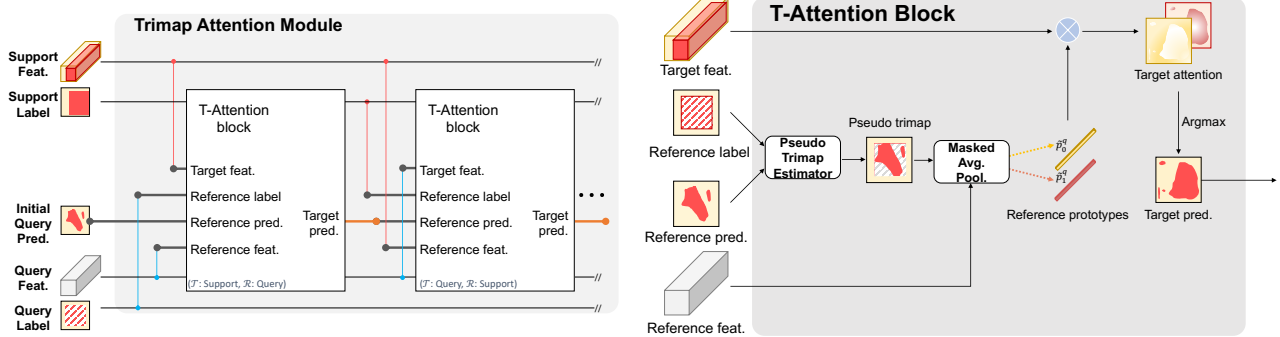 Trimap Attention Module
Support
Feat.
Support
Label
Initial
Query
Pred.
Query
Feat.
Query
Label
T-Attention
block
Target feat.
Reference label
Reference pred.
Reference feat.
Target
pred.
(𝒯: Support, ℛ: Query)
T-Attention
block
Target feat.
Reference label
Reference pred.
Reference feat.
Target
pred.
(𝒯: Query, ℛ: Support)
//
//
//
//
• • •
T-Attention Block
Target feat.
Reference label
Reference pred.
Reference feat.
Pseudo
Trimap
Estimator
Pseudo trimap
Masked
Avg.
Pool.
p̃₀^q
p̃₁^q
Reference prototypes
Target attention
Argmax
Target pred.